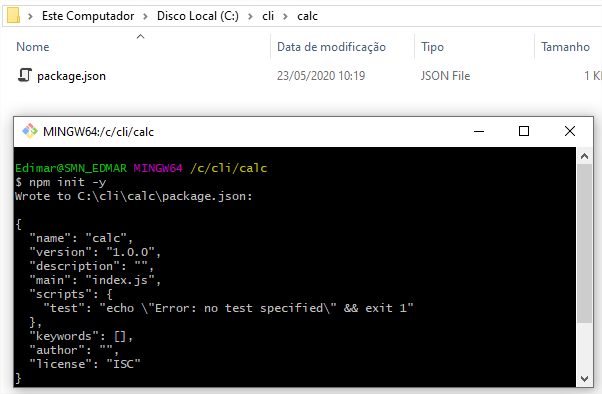 Este Computador > Disco Local (C:) > cli > calc
Nome Data de modificação Tipo Tamanho
package.json 23/05/2020 10:19 JSON File 1 K
MINGW64:/c/cli/calc
Edimar@SMN_EDMAR MINGW64 /c/cli/calc
$ npm init -y
Wrote to C:\cli\calc\package.json:
{
"name": "calc",
"version": "1.0.0",
"description": "",
"main": "index.js",
"scripts": {
"test": "echo \"Error: no test specified\" && exit 1"
},
"keywords": [],
"author": "",
"license": "ISC"
}